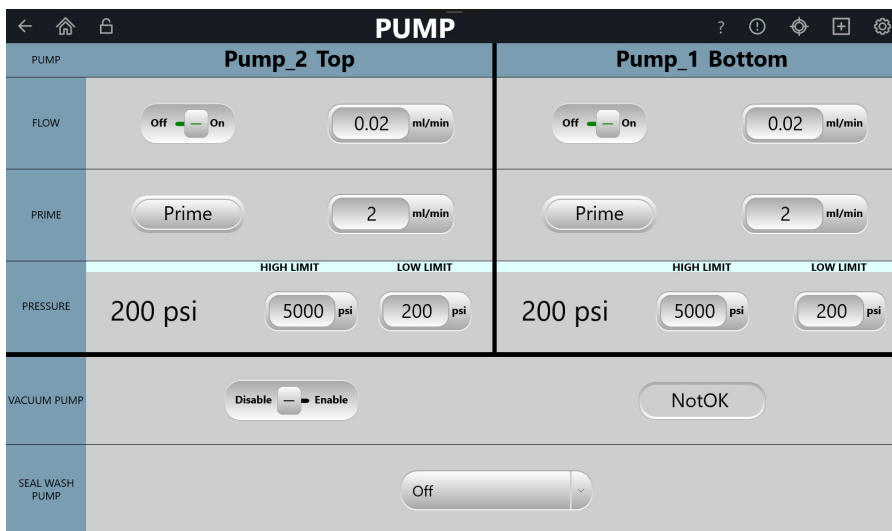 PUMP
?
PUMP Pump_2 Top Pump_1 Bottom
FLOW Off On 0.02 ml/min Off On 0.02 ml/min
PRIME Prime 2 ml/min Prime 2 ml/min
HIGH LIMIT LOW LIMIT HIGH LIMIT LOW LIMIT
PRESSURE 200 psi 5000 psi 200 psi 200 psi 5000 psi 200 psi
VACUUM PUMP Disable Enable NotOK
SEAL WASH
PUMP
Off